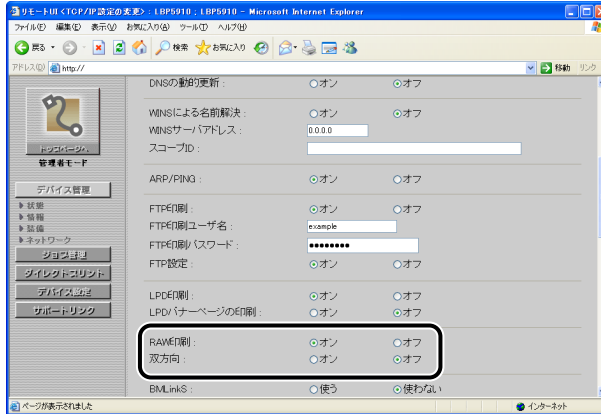 リモートUI <TCP/IP設定の変更> : LBP5910 ; LBP5910 - Microsoft Internet Explorer
ファイル(F) 編集(E) 表示(V) お気に入り(A) ツール(T) ヘルプ(H)
戻る 検索 お気に入り
アドレス(D) http:// 移動 リンク
DNSの動的更新 : オン オフ
WINSによる名前解決 : オン オフ
WINSサーバアドレス : 0.0.0.0
スコープID :
トップページへ
管理者モード
ARP/PING : オン オフ
デバイス管理
状態
情報
装備
ネットワーク
ジョブ管理
ダイレクトプリント
デバイス設定
サポートリンク
FTP印刷 : オン オフ
FTP印刷ユーザ名 : example
FTP印刷パスワード : ●●●●●●●●
FTP設定 : オン オフ
LPD印刷 : オン オフ
LPDバナーページの印刷 : オン オフ
RAW印刷 : オン オフ
双方向 : オン オフ
BMLinkS : 使う 使わない
ページが表示されました インターネット